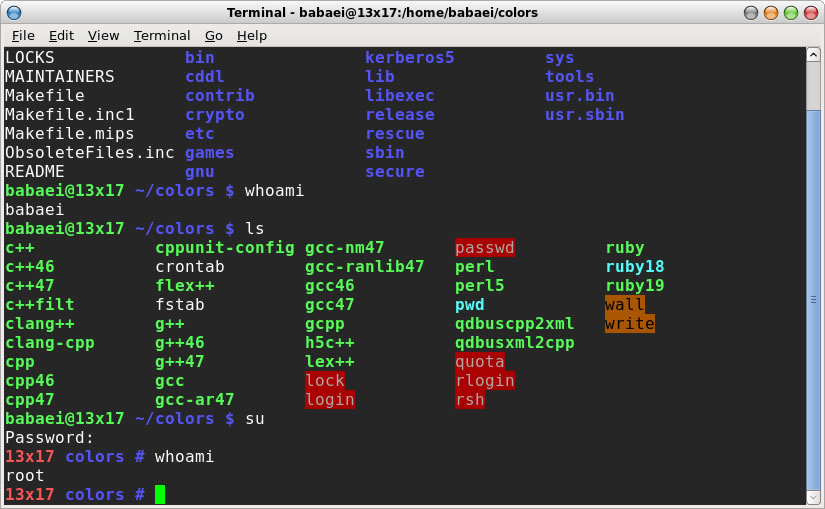 Terminal - babaei@13x17:/home/babaei/colors
File Edit View Terminal Go Help
LOCKS bin kerberos5 sys
MAINTAINERS cddl lib tools
Makefile contrib libexec usr.bin
Makefile.inc1 crypto release usr.sbin
Makefile.mips etc rescue
ObsoleteFiles.inc games sbin
README gnu secure
babaei@13x17 ~/colors $ whoami
babaei
babaei@13x17 ~/colors $ ls
c++ cppunit-config gcc-nm47 passwd ruby
c++46 crontab gcc-ranlib47 perl ruby18
c++47 flex++ gcc46 perl5 ruby19
c++filt fstab gcc47 pwd wall
clang++ g++ gcpp qdbuscpp2xml write
clang-cpp g++46 h5c++ qdbusxml2cpp
cpp g++47 lex++ quota
cpp46 gcc lock rlogin
cpp47 gcc-ar47 login rsh
babaei@13x17 ~/colors $ su
Password:
13x17 colors # whoami
root
13x17 colors #